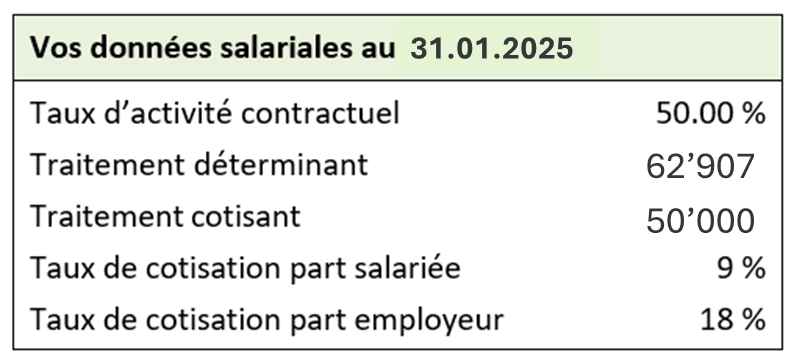 Vos données salariales au 31.01.2025
Taux d’activité contractuel 50.00 %
Traitement déterminant 62’907
Traitement cotisant 50’000
Taux de cotisation part salariée 9 %
Taux de cotisation part employeur 18 %